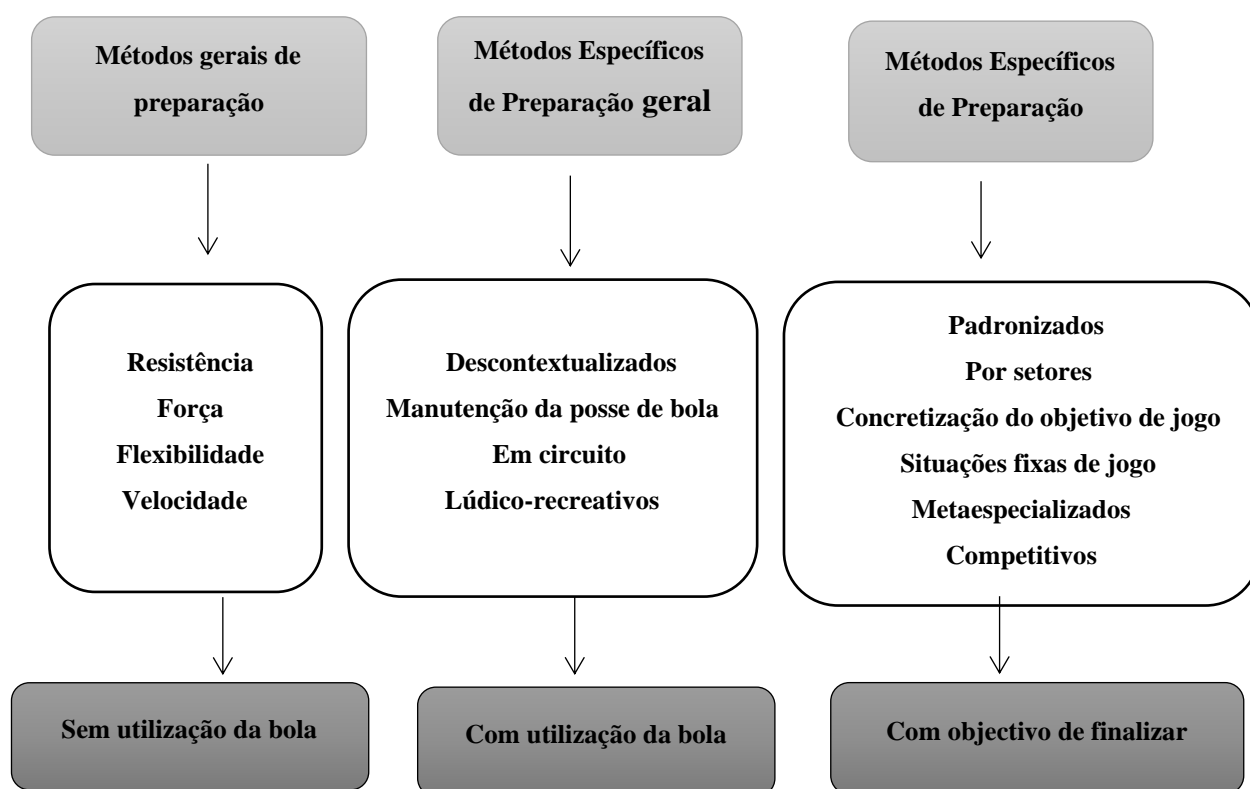 Métodos gerais de
preparação
Métodos Específicos
de Preparação geral
Métodos Específicos
de Preparação
Resistência
Força
Flexibilidade
Velocidade
Descontextualizados
Manutenção da posse de bola
Em circuito
Lúdico-recreativos
Padronizados
Por setores
Concretização do objetivo de jogo
Situações fixas de jogo
Metaespecializados
Competitivos
Sem utilização da bola
Com utilização da bola
Com objectivo de finalizar